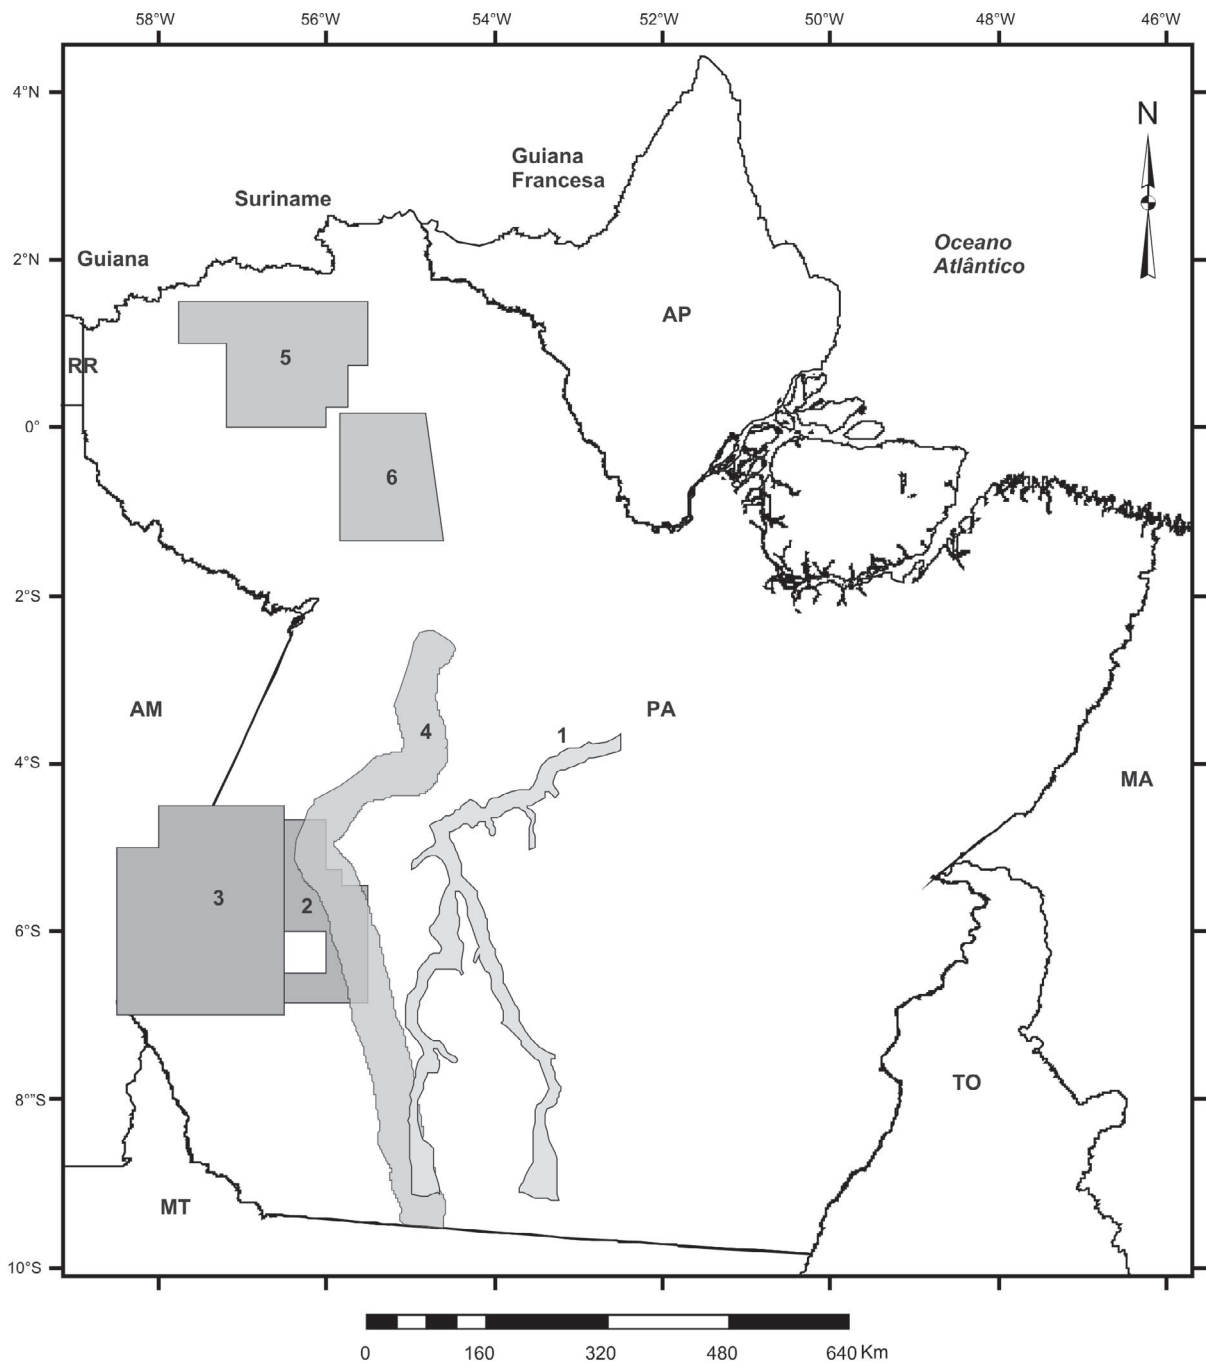 58°W 56°W 54°W 52°W 50°W 48°W 46°W
4°N
N
Guiana
Francesa
Suriname
Oceano
Atlântico
Guiana
2°N
AP
5
RR
0°
6
2°S
AM
PA
4
1
4°S
MA
3
2
6°S
TO
8°"S
MT
10°S
0 160 320 480 640 Km